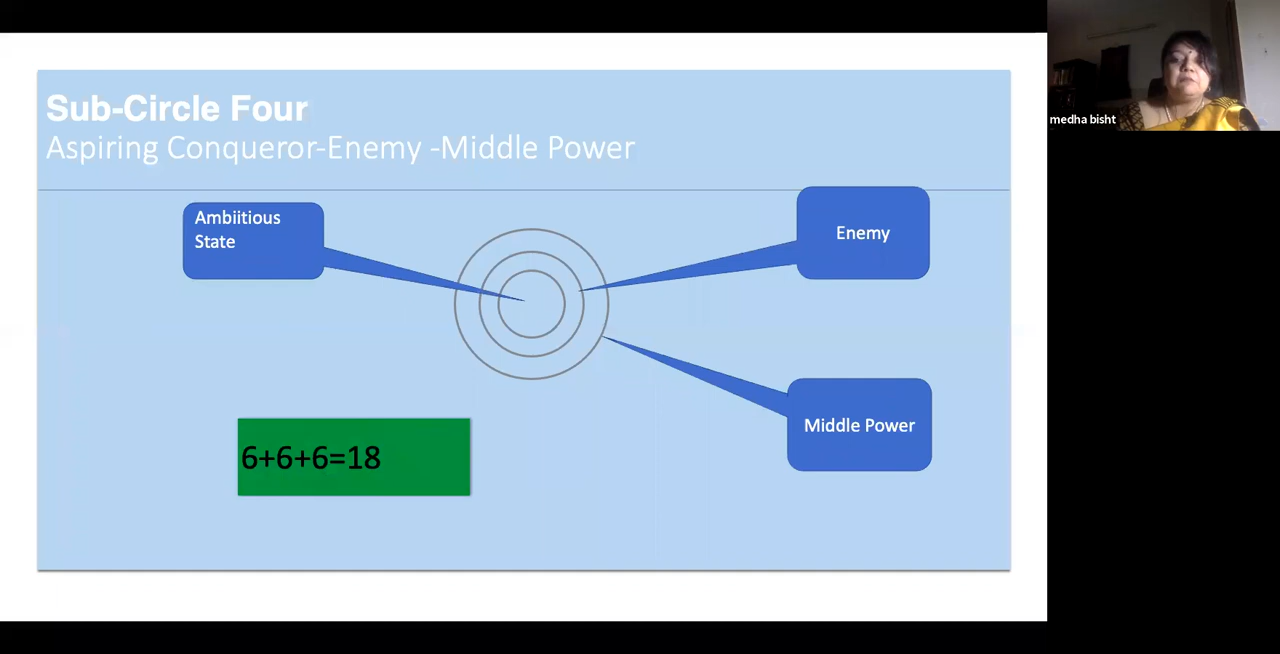 Sub-Circle Four
Aspiring Conqueror-Enemy -Middle Power
Ambiitious
State
Enemy
Middle Power
6+6+6=18
medha bisht